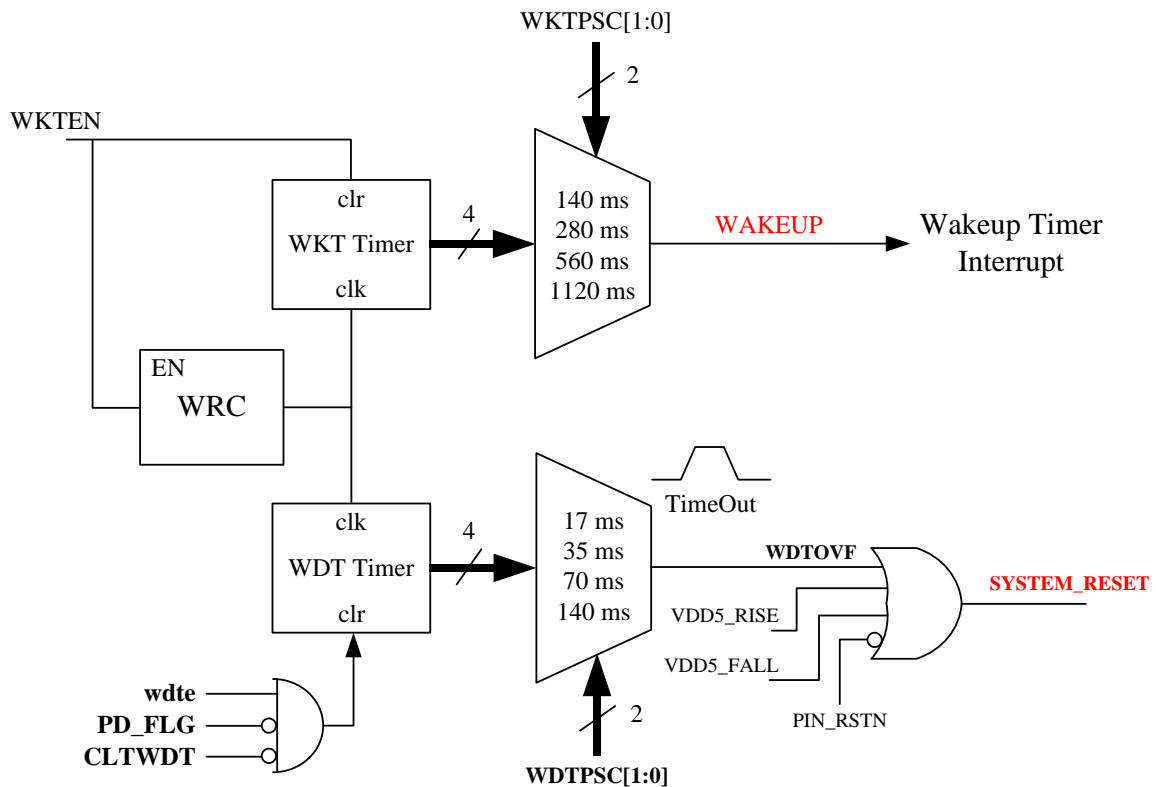 WKTPSC[1:0]
2
WKTEN
clr
WKT Timer
clk
4
140 ms
280 ms
560 ms
1120 ms
WAKEUP
Wakeup Timer
Interrupt
EN
WRC
TimeOut
clk
WDT Timer
clr
4
17 ms
35 ms
70 ms
140 ms
WDTOVF
VDD5_RISE
VDD5_FALL
PIN_RSTN
SYSTEM_RESET
wdte
PD_FLG
CLTWDT
2
WDTPSC[1:0]